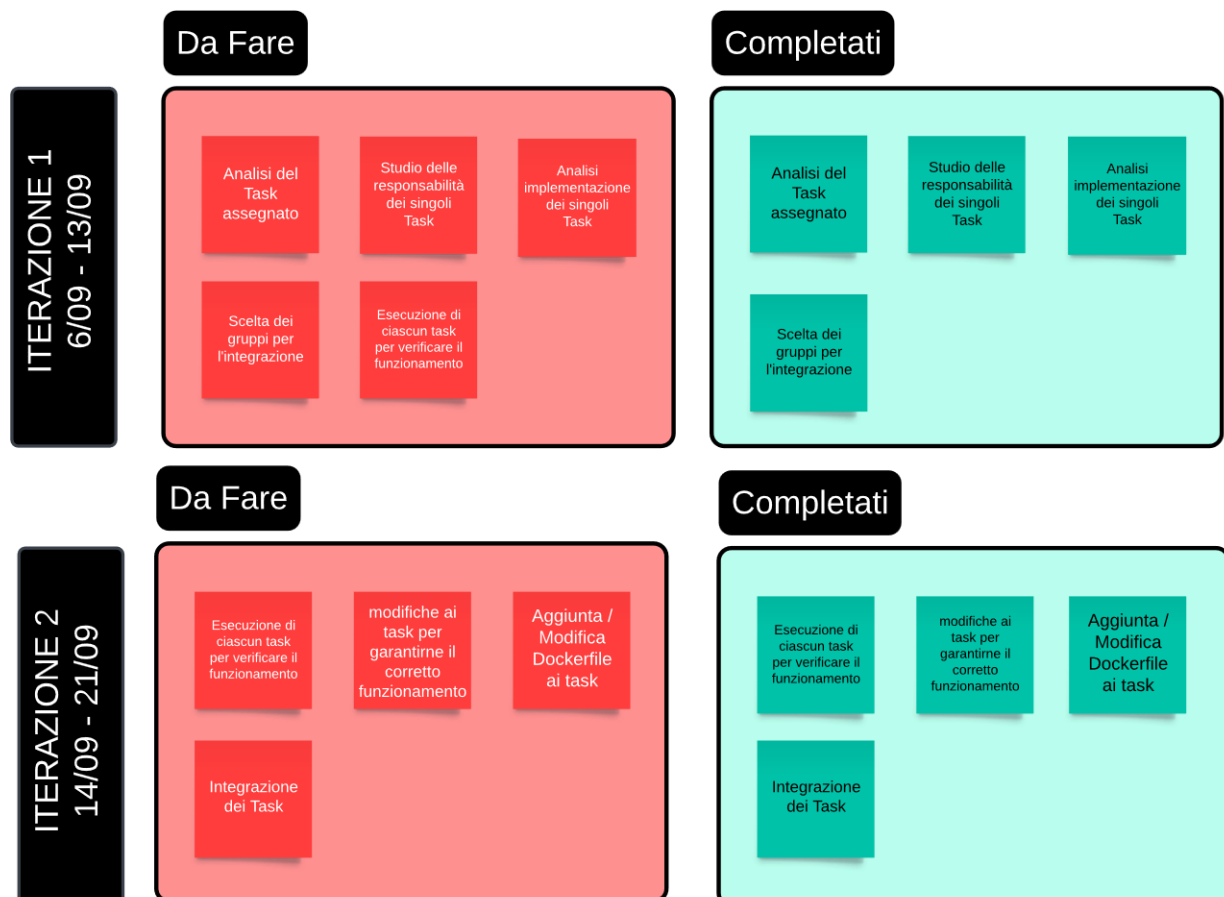 Da Fare
Completati
ITERAZIONE 1
6/09 - 13/09
Analisi del
Task
assegnato
Studio delle
responsabilità
dei singoli
Task
Analisi
implementazione
dei singoli
Task
Scelta dei
gruppi per
l'integrazione
Esecuzione di
ciascun task
per verificare il
funzionamento
Analisi del
Task
assegnato
Studio delle
responsabilità
dei singoli
Task
Analisi
implementazione
dei singoli
Task
Scelta dei
gruppi per
l'integrazione
Da Fare
Completati
ITERAZIONE 2
14/09 - 21/09
Esecuzione di
ciascun task
per verificare il
funzionamento
modifiche ai
task per
garantirne il
corretto
funzionamento
Aggiunta /
Modifica
Dockerfile
ai task
Integrazione
dei Task
Esecuzione di
ciascun task
per verificare il
funzionamento
modifiche ai
task per
garantirne il
corretto
funzionamento
Aggiunta /
Modifica
Dockerfile
ai task
Integrazione
dei Task